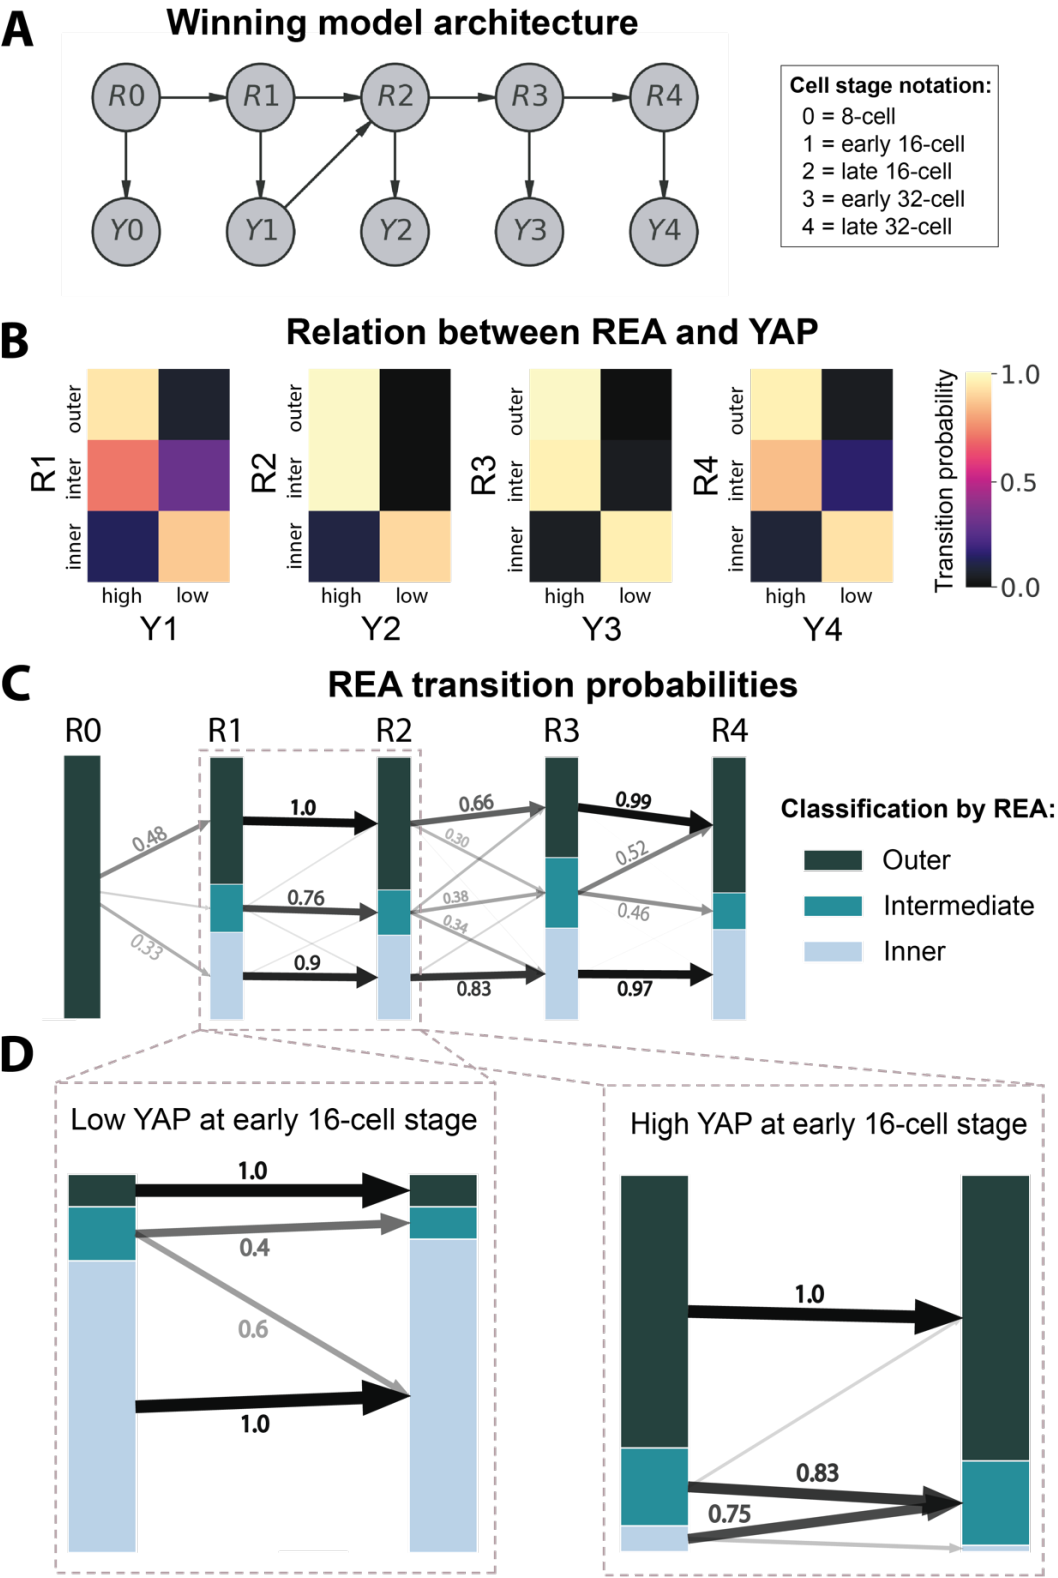 A
Winning model architecture
R0 R1 R2 R3 R4
Y0 Y1 Y2 Y3 Y4
Cell stage notation:
0 = 8-cell
1 = early 16-cell
2 = late 16-cell
3 = early 32-cell
4 = late 32-cell
B
Relation between REA and YAP
R1
outer
inter
inner
high low
Y1
R2
outer
inter
inner
high low
Y2
R3
outer
inter
inner
high low
Y3
R4
outer
inter
inner
high low
Y4
Transition probability
1.0
0.5
0.0
C
REA transition probabilities
R0 R1 R2 R3 R4
0.48
0.33
1.0
0.76
0.9
0.66
0.30
0.38
0.34
0.83
0.99
0.52
0.46
0.97
Classification by REA:
Outer
Intermediate
Inner
D
Low YAP at early 16-cell stage
1.0
0.4
0.6
1.0
High YAP at early 16-cell stage
1.0
0.83
0.75